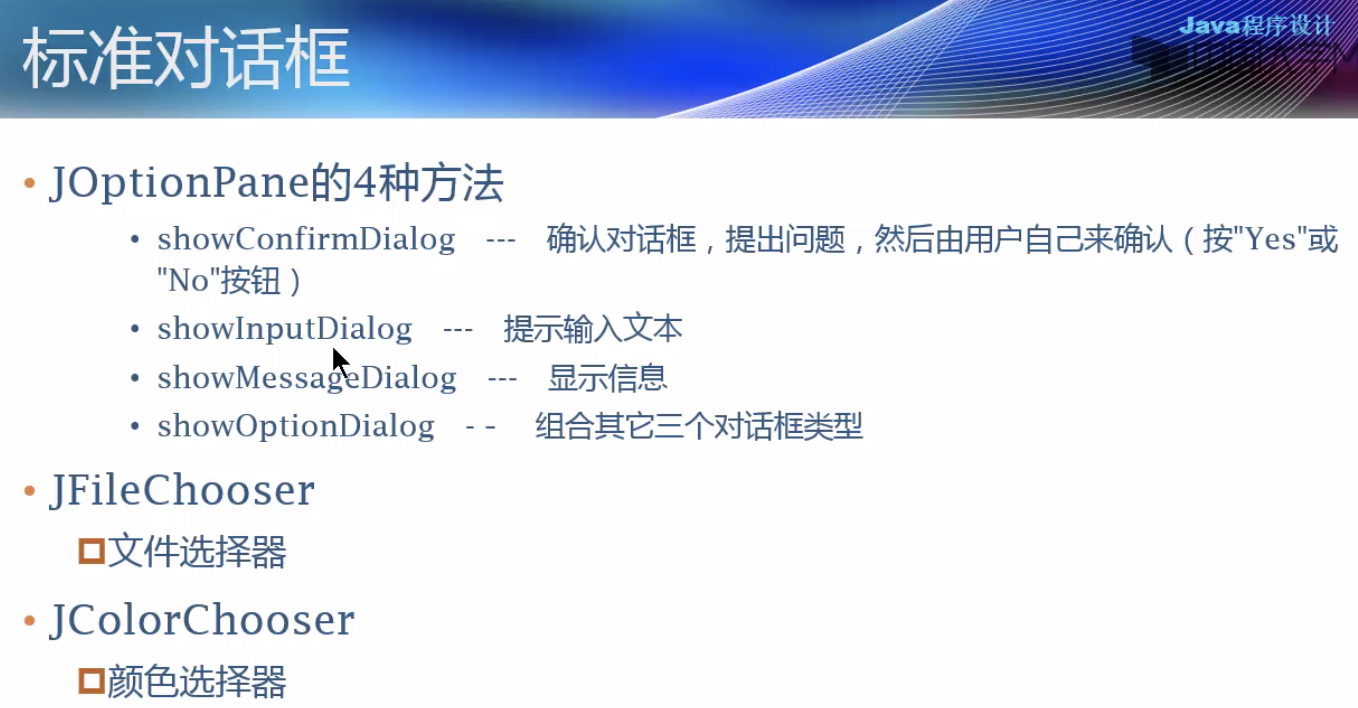 Java程序设计
标准对话框
• JOptionPane的4种方法
• showConfirmDialog --- 确认对话框，提出问题，然后由用户自己来确认（按"Yes"或
"No"按钮）
• showInputDialog --- 提示输入文本
• showMessageDialog --- 显示信息
• showOptionDialog - - 组合其它三个对话框类型
• JFileChooser
文件选择器
• JColorChooser
颜色选择器